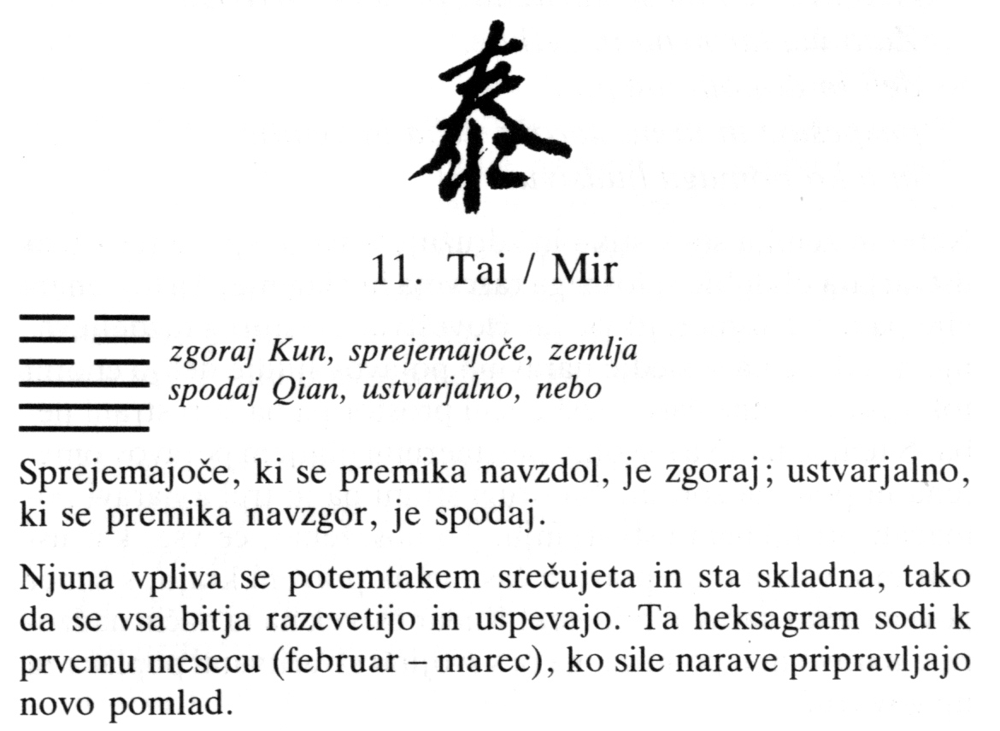 泰
11. Tai / Mir
zgoraj Kun, sprejemajoče, zemlja
spodaj Qian, ustvarjalno, nebo
Sprejemajoče, ki se premika navzdol, je zgoraj; ustvarjalno,
ki se premika navzgor, je spodaj.
Njuna vpliva se potemtakem srečujeta in sta skladna, tako
da se vsa bitja razcvetijo in uspevajo. Ta heksagram sodi k
prvemu mesecu (februar – marec), ko sile narave pripravljajo
novo pomlad.